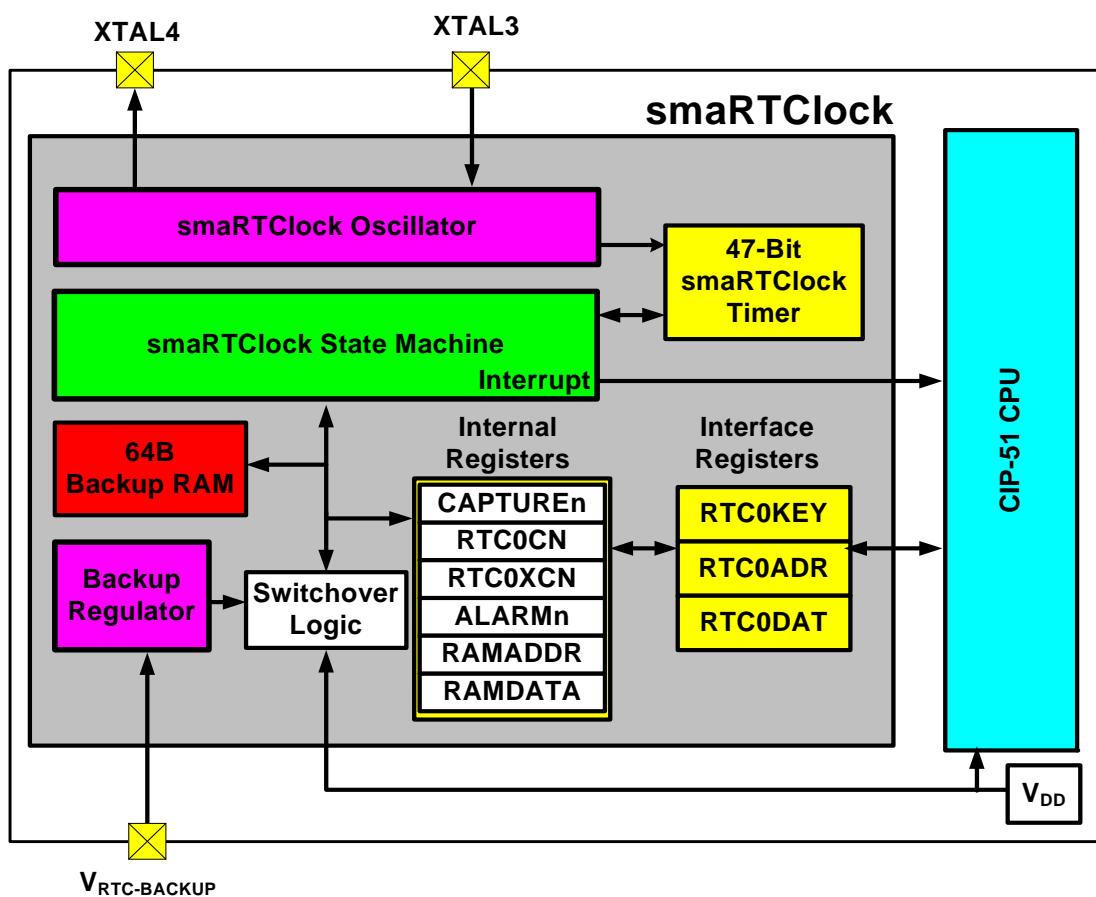 XTAL4
XTAL3
smaRTClock
smaRTClock Oscillator
47-Bit
smaRTClock
Timer
smaRTClock State Machine
Interrupt
CIP-51 CPU
64B
Backup RAM
Internal
Registers
Interface
Registers
CAPTUREn
RTC0CN
RTC0XCN
ALARMn
RAMADDR
RAMDATA
RTC0KEY
RTC0ADR
RTC0DAT
Backup
Regulator
Switchover
Logic
VDD
VRTC-BACKUP